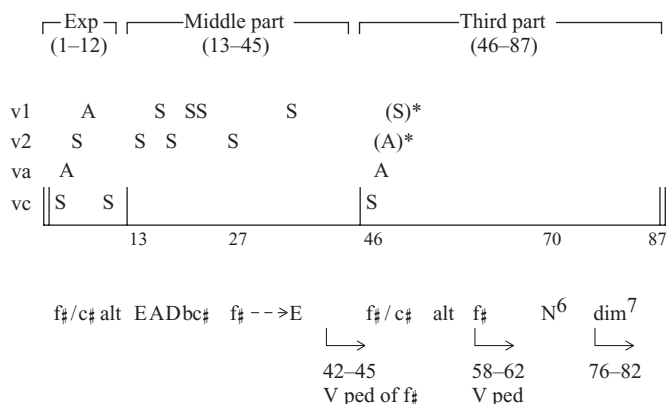 Exp Middle part Third part
(1–12) (13–45) (46–87)
v1 A S SS S (S)*
v2 S S S S (A)*
va A A
vc S S S
13 27 46 70 87
f♯/c♯ alt EADbc♯ f♯ – – –> E f♯/c♯ alt f♯ N6 dim7
42–45 58–62 76–82
V ped of f♯ V ped